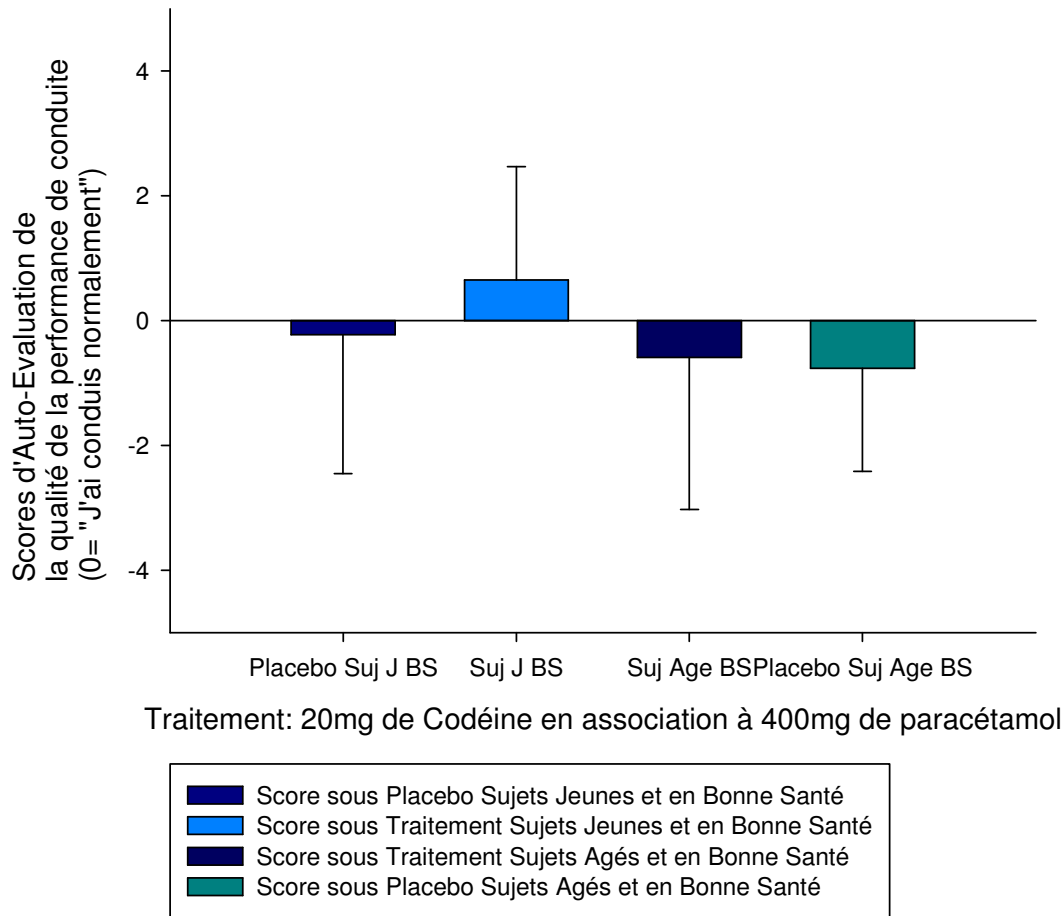 Scores d'Auto-Evaluation de
la qualité de la performance de conduite
(0= "J'ai conduis normalement")
4
2
0
-2
-4
Placebo Suj J BS
Suj J BS
Suj Age BS
Placebo Suj Age BS
Traitement: 20mg de Codéine en association à 400mg de paracétamol
Score sous Placebo Sujets Jeunes et en Bonne Santé
Score sous Traitement Sujets Jeunes et en Bonne Santé
Score sous Traitement Sujets Agés et en Bonne Santé
Score sous Placebo Sujets Agés et en Bonne Santé